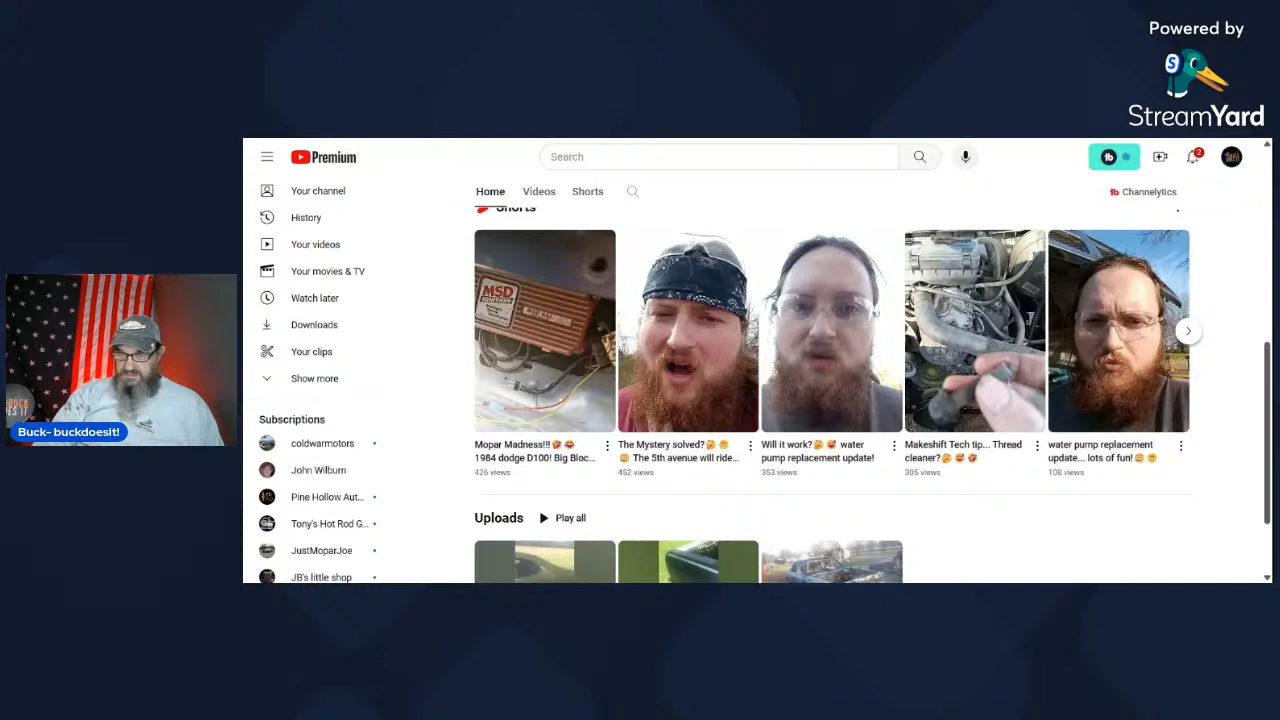 Powered by
S
StreamYard
Premium
Search
2
Your channel
Home
Videos
Shorts
Channelytics
History
Shorts
Your videos
Your movies & TV
Watch later
Downloads
Your clips
Show more
MSD
IGNITION
Subscriptions
coldwarmotors
John Wilburn
Pine Hollow Aut...
Tony's Hot Rod G...
JustMoparJoe
JB's little shop
Mopar Madness!!!🤣😂
1984 dodge D100! Big Bloc...
426 views
The Mystery solved?🤔😁
😳 The 5th avenue will ride...
452 views
Will it work?🤔😅 water
pump replacement update!
353 views
Makeshift Tech tip... Thread
cleaner?🤔😅🤣
305 views
water pump replacement
update... lots of fun!😳😁
108 views
Uploads
Play all
Buck- buckdoesit!